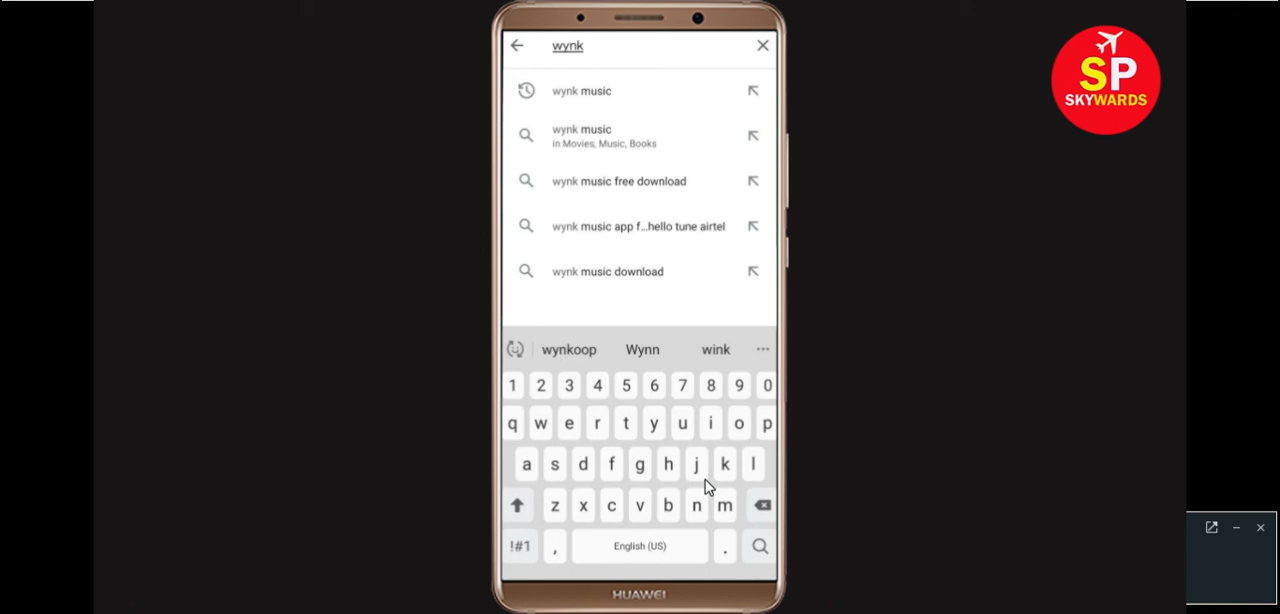 wynk
SP
SKYWARDS
wynk music
wynk music
in Movies, Music, Books
wynk music free download
wynk music app f...hello tune airtel
wynk music download
wynkoop Wynn wink
1 2 3 4 5 6 7 8 9 0
q w e r t y u i o p
a s d f g h j k l
z x c v b n m
!#1 , English (US) .
HUAWEI